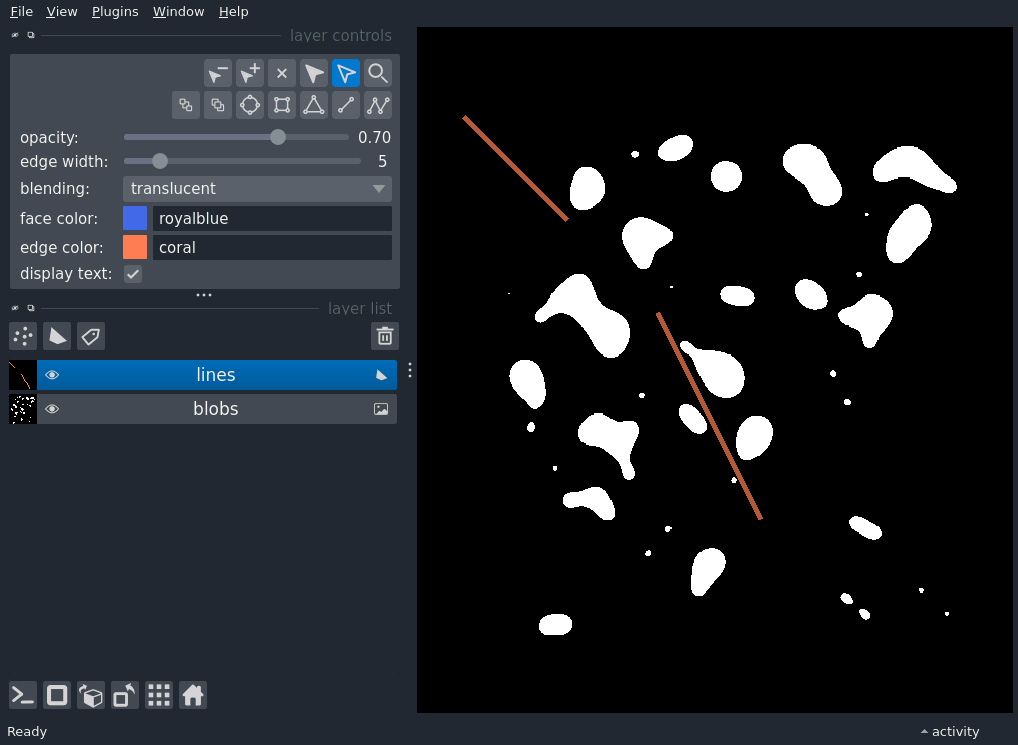 File View Plugins Window Help
layer controls
opacity: 0.70
edge width: 5
blending: translucent
face color: royalblue
edge color: coral
display text:
layer list
lines
blobs
Ready
activity